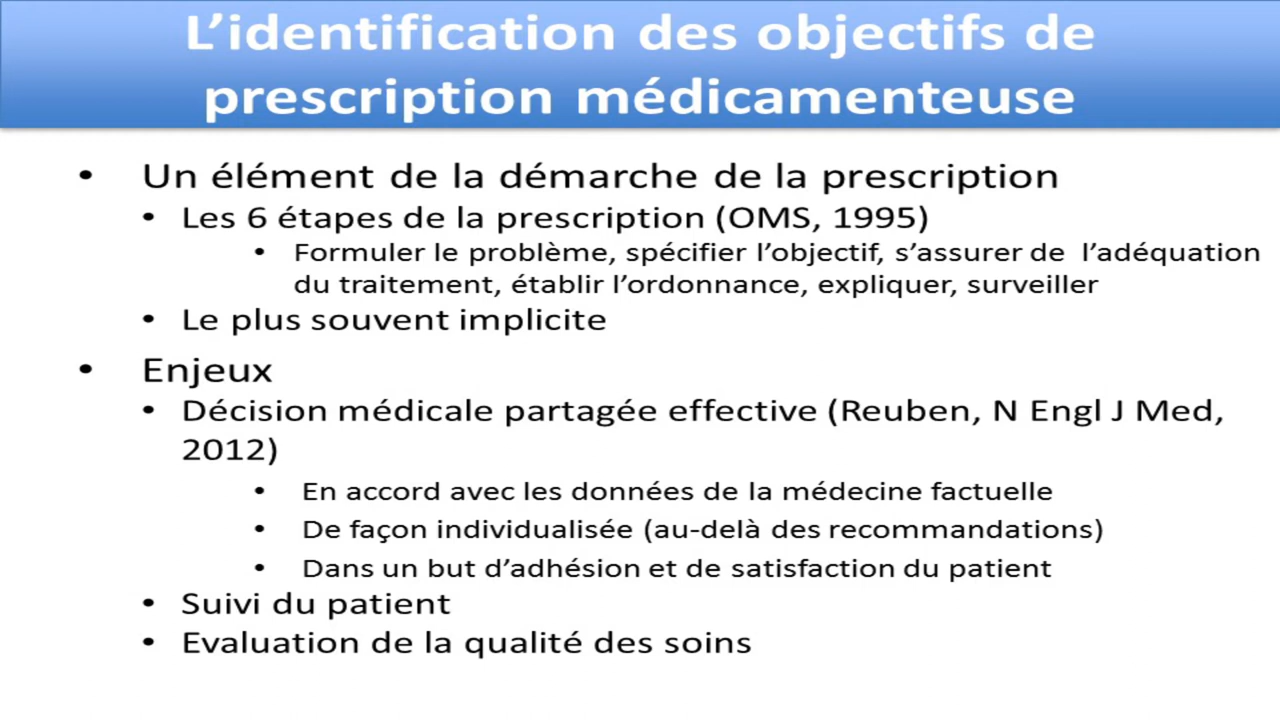 L’identification des objectifs de
prescription médicamenteuse
• Un élément de la démarche de la prescription
• Les 6 étapes de la prescription (OMS, 1995)
• Formuler le problème, spécifier l’objectif, s’assurer de l’adéquation
du traitement, établir l’ordonnance, expliquer, surveiller
• Le plus souvent implicite
• Enjeux
• Décision médicale partagée effective (Reuben, N Engl J Med,
2012)
• En accord avec les données de la médecine factuelle
• De façon individualisée (au-delà des recommandations)
• Dans un but d’adhésion et de satisfaction du patient
• Suivi du patient
• Evaluation de la qualité des soins